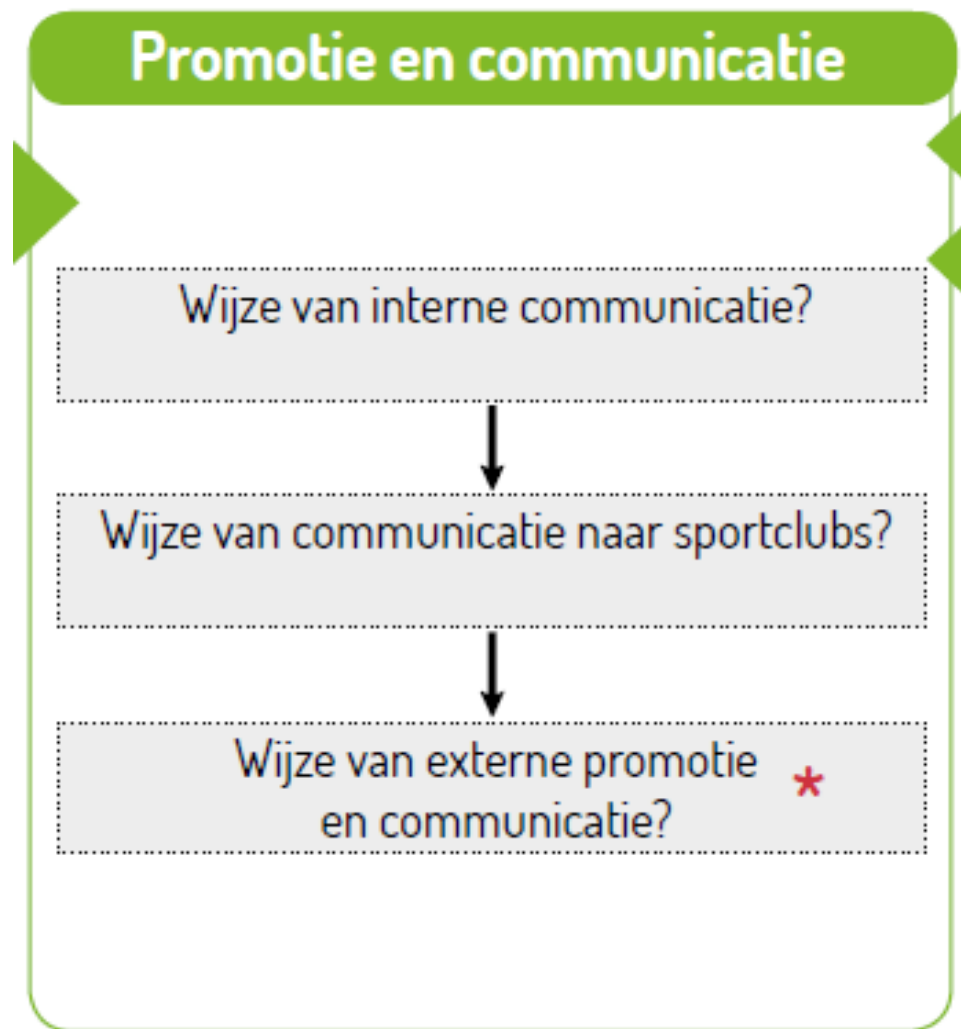 Promotie en communicatie
Wijze van interne communicatie?
Wijze van communicatie naar sportclubs?
Wijze van externe promotie *
en communicatie?